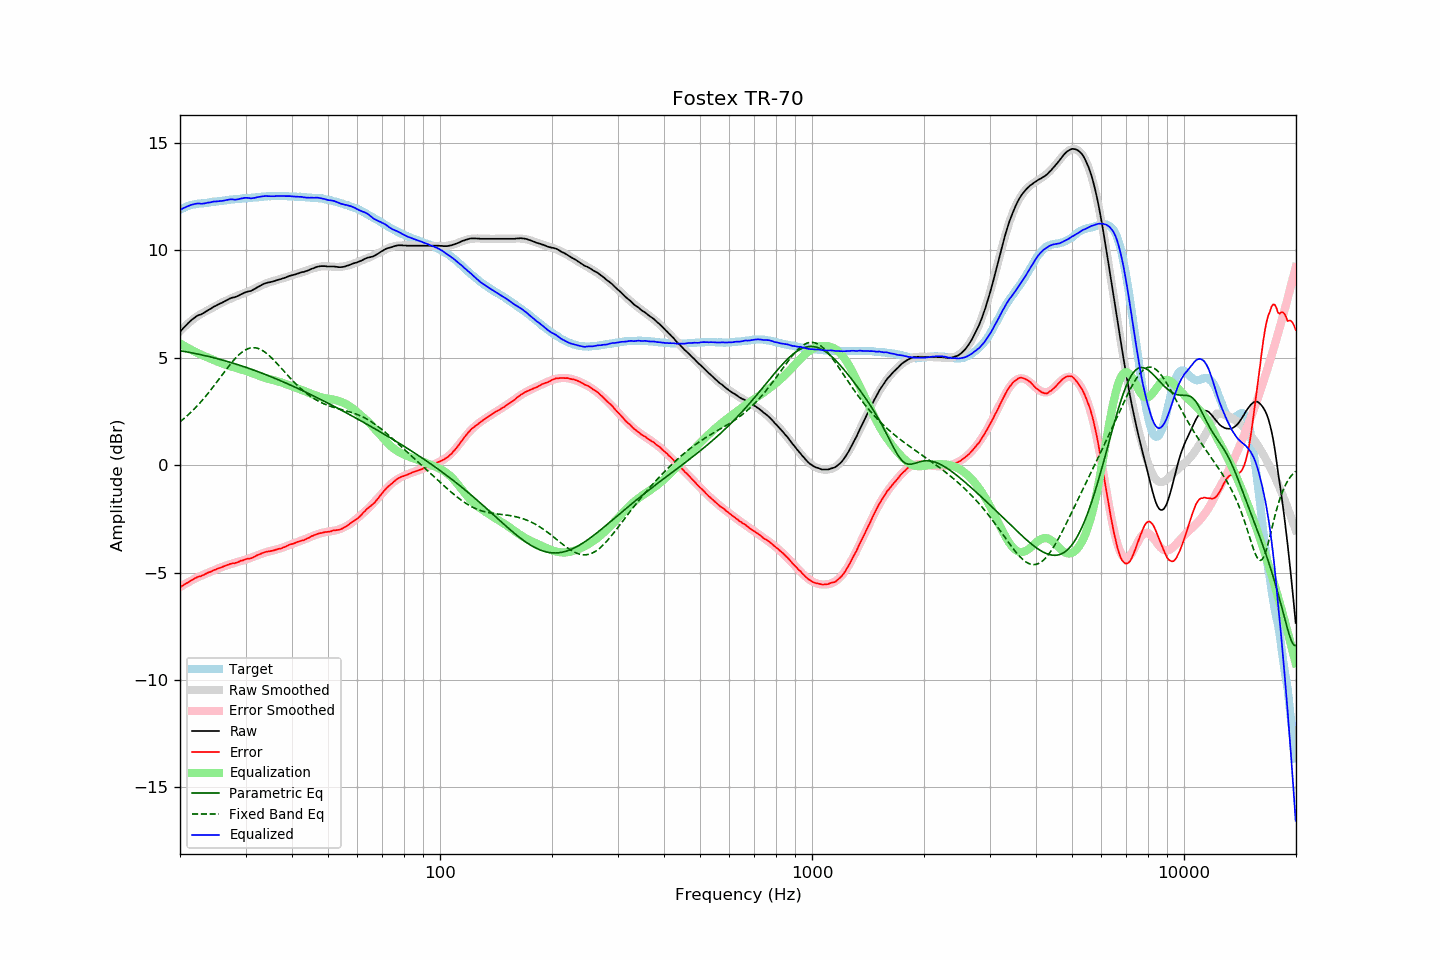 Fostex TR-70
15
10
5
0
−5
−10
−15
Amplitude (dBr)
Target
Raw Smoothed
Error Smoothed
Raw
Error
Equalization
Parametric Eq
Fixed Band Eq
Equalized
100
1000
10000
Frequency (Hz)